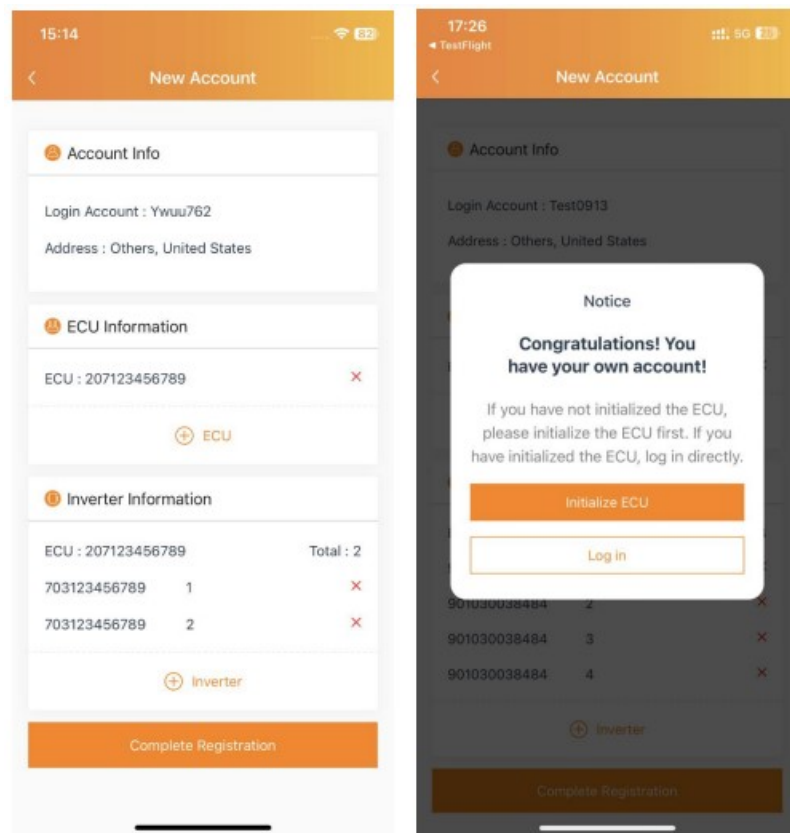 15:14
82
New Account
Account Info
Login Account : Ywuu762
Address : Others, United States
ECU Information
ECU : 207123456789
ECU
Inverter Information
ECU : 207123456789 Total : 2
703123456789 1
703123456789 2
Inverter
Complete Registration
17:26
TestFlight
5G
New Account
Account Info
Login Account : Test0913
Address : Others, United States
Notice
Congratulations! You
have your own account!
If you have not initialized the ECU,
please initialize the ECU first. If you
have initialized the ECU, log in directly.
Initialize ECU
Log in
901030038484 2
901030038484 3
901030038484 4
Inverter
Complete Registration